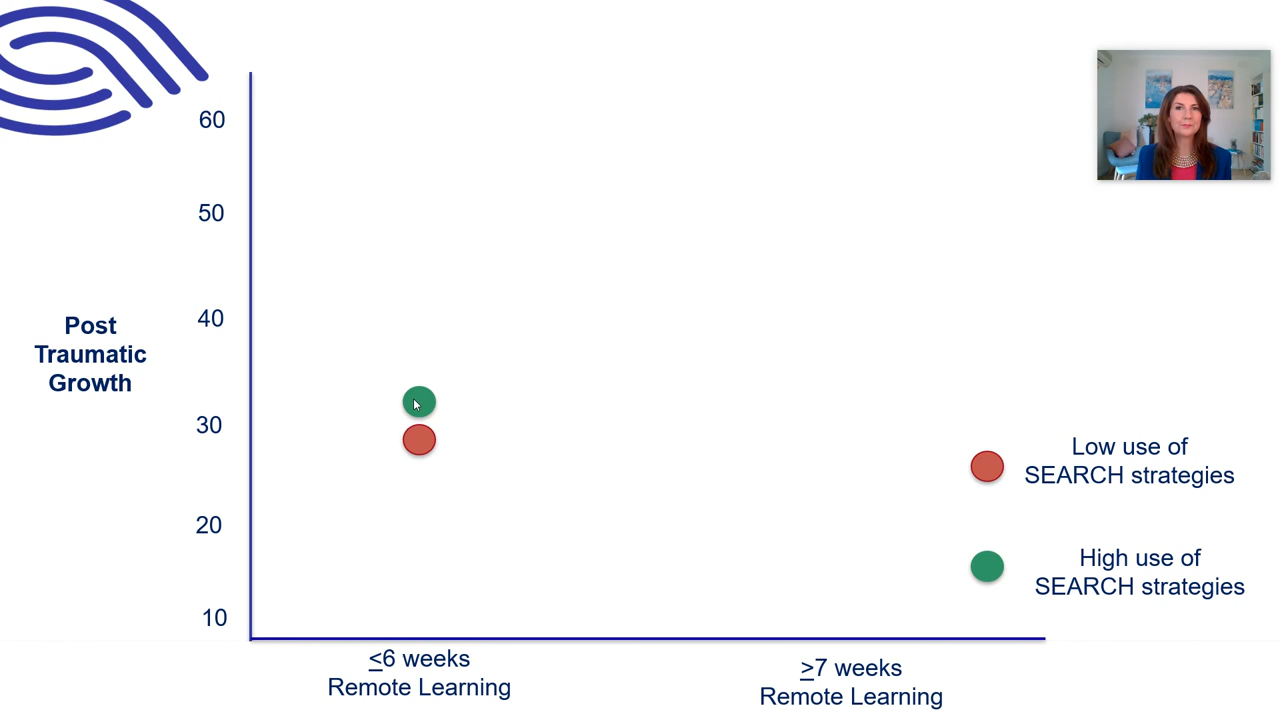 60
50
40
30
20
10
Post
Traumatic
Growth
Low use of
SEARCH strategies
High use of
SEARCH strategies
≤6 weeks
Remote Learning
≥7 weeks
Remote Learning